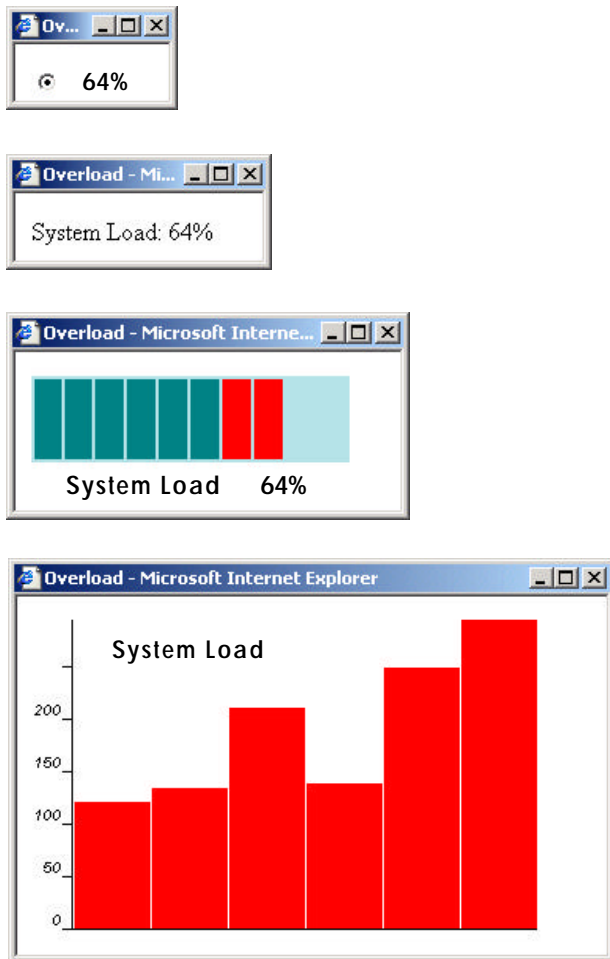 Ov...
64%
Overload - Mi...
System Load: 64%
Overload - Microsoft Interne...
System Load 64%
Overload - Microsoft Internet Explorer
System Load
200
150
100
50
0